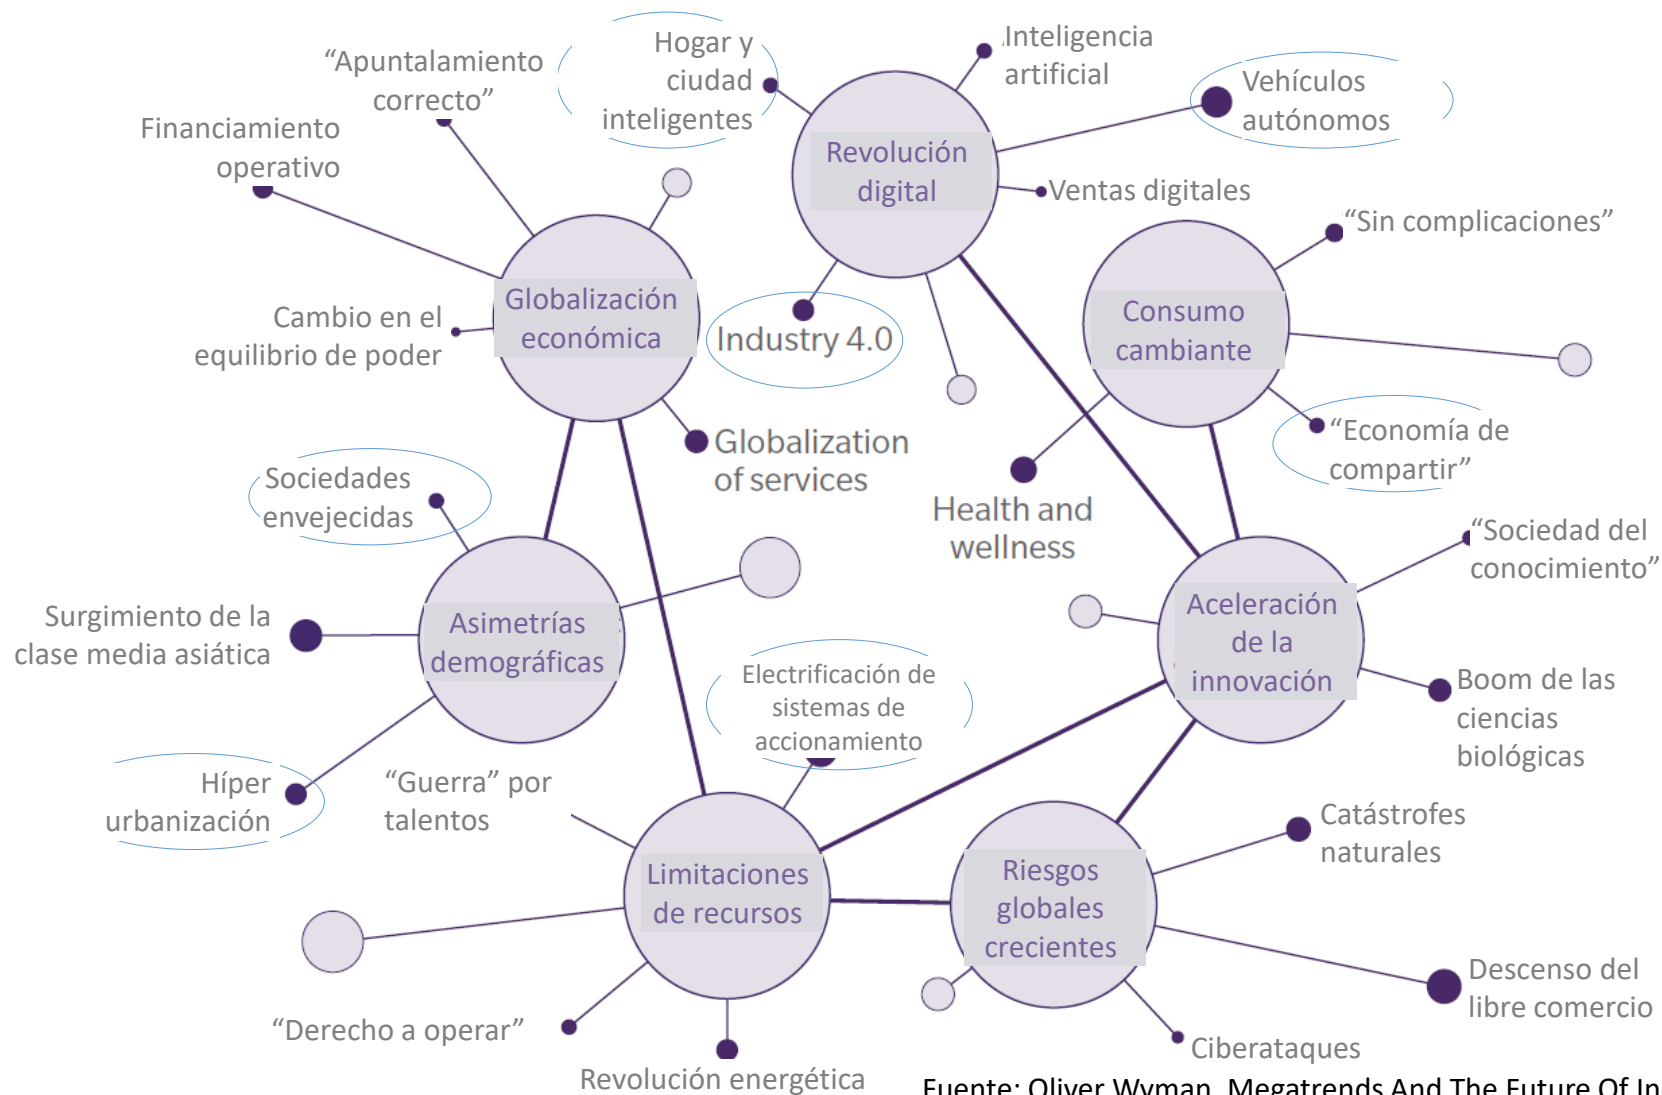 Hogar y
ciudad
inteligentes
Inteligencia
artificial
"Apuntalamiento
correcto"
Vehículos
autónomos
Financiamiento
operativo
Revolución
digital
Ventas digitales
"Sin complicaciones"
Globalización
económica
Cambio en el
equilibrio de poder
Industry 4.0
Consumo
cambiante
Globalization
of services
"Economía de
compartir"
Sociedades
envejecidas
Health and
wellness
"Sociedad del
conocimiento"
Surgimiento de la
clase media asiática
Asimetrías
demográficas
Aceleración
de la
innovación
Electrificación de
sistemas de
accionamiento
Boom de las
ciencias
biológicas
Híper
urbanización
"Guerra" por
talentos
Catástrofes
naturales
Limitaciones
de recursos
Riesgos
globales
crecientes
Descenso del
libre comercio
"Derecho a operar"
Ciberataques
Revolución energética
Fuente: Oliver Wyman. Megatrends And The Future Of In